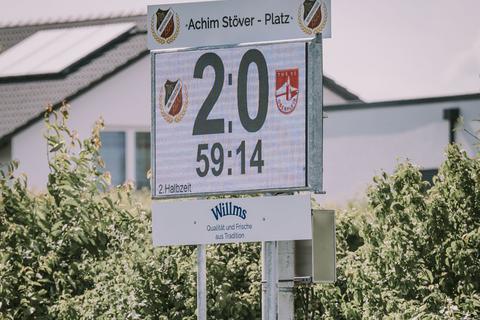 Achim Stöver - Platz
2:0
59:14
2.Halbzeit
Willms
Qualität und Frische
aus Tradition